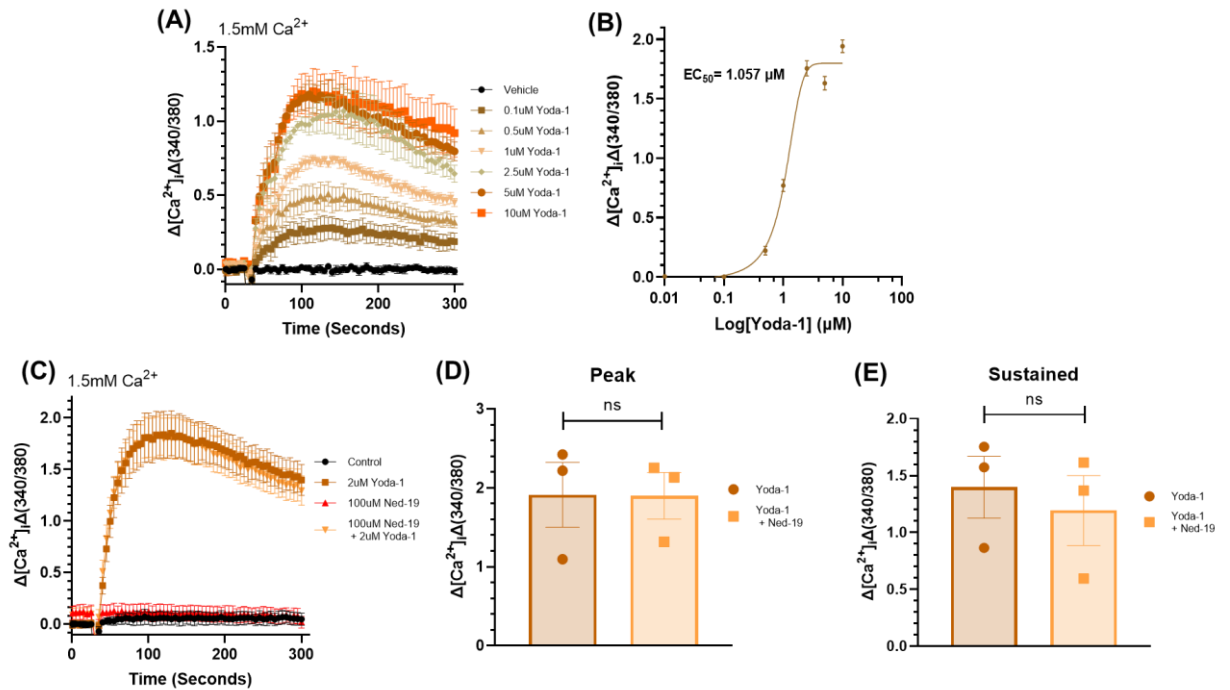 (A)
1.5mM Ca²⁺
Δ[Ca²⁺]ᵢΔ(340/380)
1.5
1.0
0.5
0.0
0
100
200
300
Time (Seconds)
Vehicle
0.1uM Yoda-1
0.5uM Yoda-1
1uM Yoda-1
2.5uM Yoda-1
5uM Yoda-1
10uM Yoda-1
(B)
EC₅₀= 1.057 µM
Δ[Ca²⁺]ᵢΔ(340/380)
2.0
1.5
1.0
0.5
0.0
0.01
0.1
1
10
100
Log[Yoda-1] (µM)
(C)
1.5mM Ca²⁺
Δ[Ca²⁺]ᵢΔ(340/380)
2.0
1.5
1.0
0.5
0.0
0
100
200
300
Time (Seconds)
Control
2uM Yoda-1
100uM Ned-19
100uM Ned-19
+ 2uM Yoda-1
(D)
Peak
ns
Δ[Ca²⁺]ᵢΔ(340/380)
3
2
1
0
Yoda-1
Yoda-1
+ Ned-19
(E)
Sustained
ns
Δ[Ca²⁺]ᵢΔ(340/380)
2.0
1.5
1.0
0.5
0.0
Yoda-1
Yoda-1
+ Ned-19